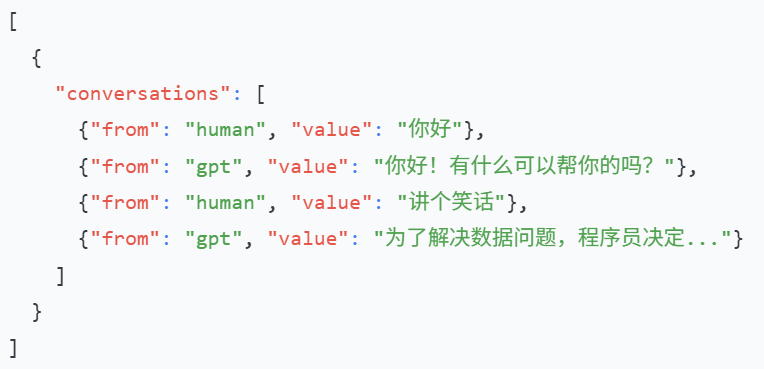 [
  {
    "conversations": [
      {"from": "human", "value": "你好"},
      {"from": "gpt", "value": "你好！有什么可以帮你的吗？"},
      {"from": "human", "value": "讲个笑话"},
      {"from": "gpt", "value": "为了解决数据问题，程序员决定..."}
    ]
  }
]